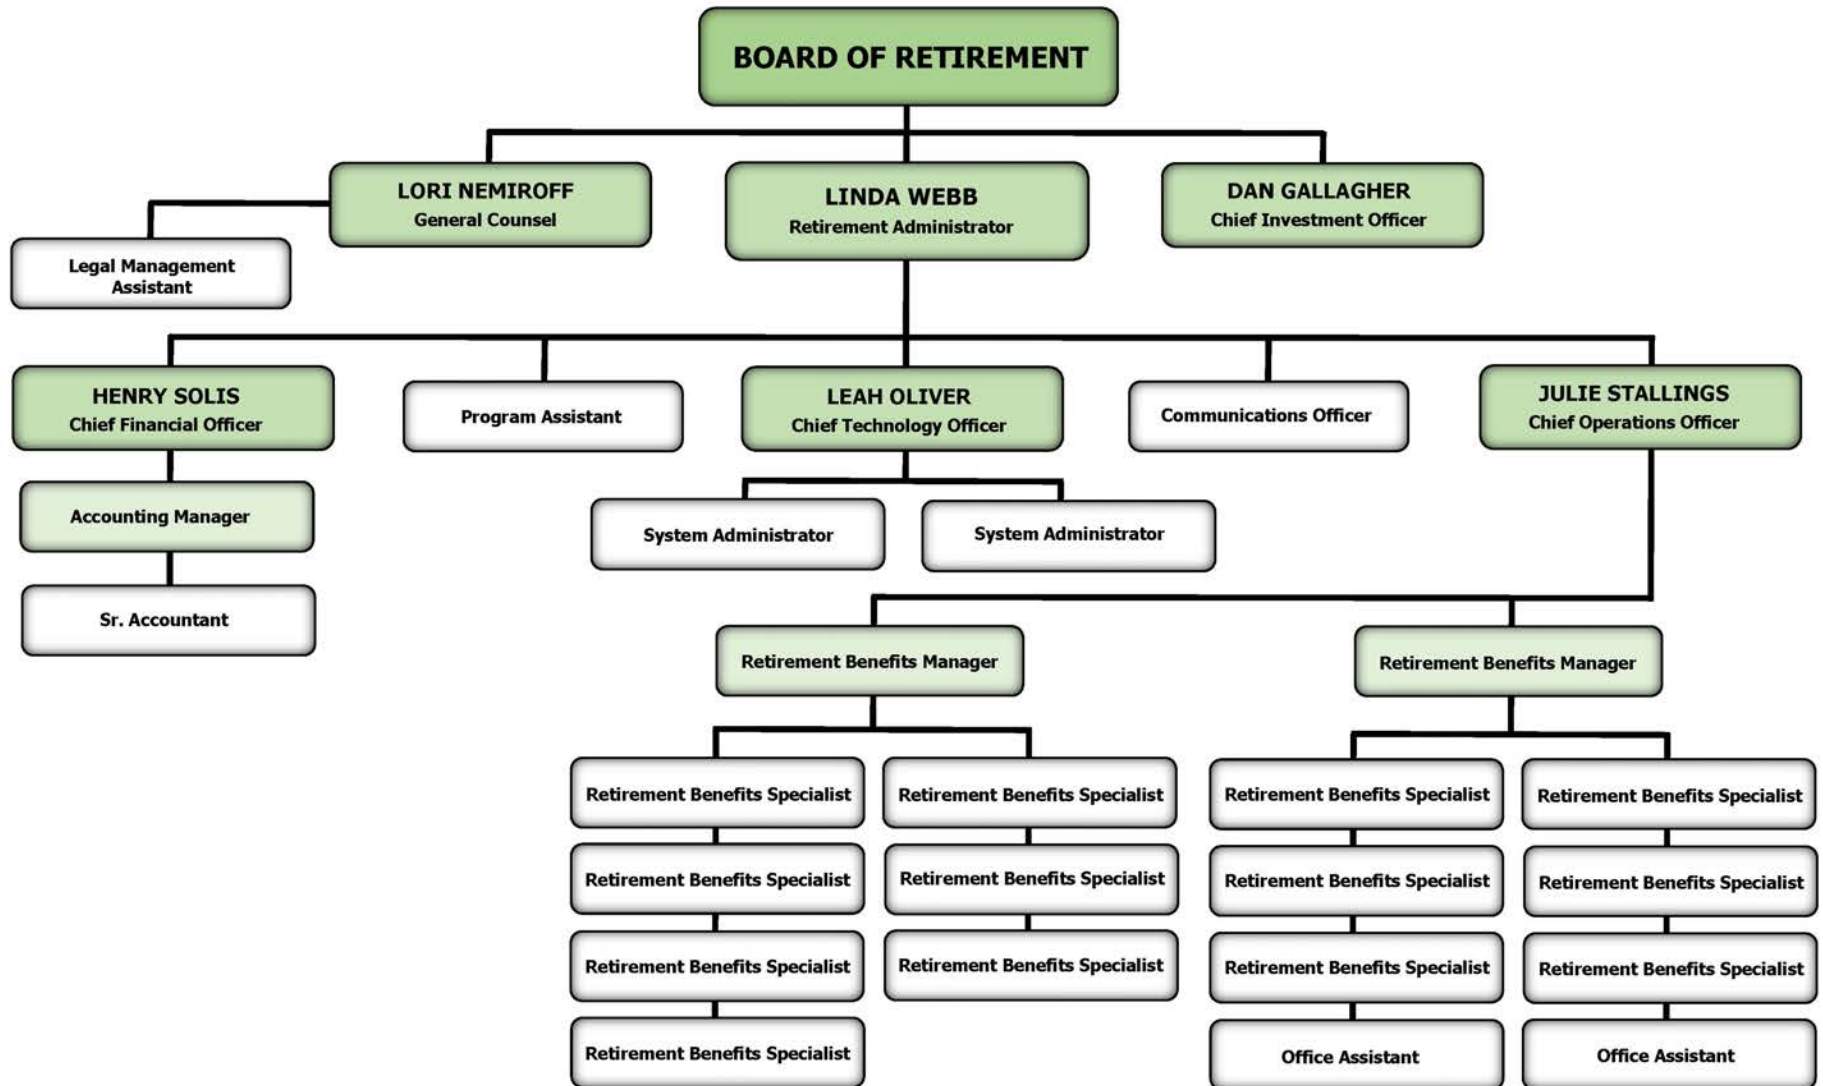 BOARD OF RETIREMENT
LORI NEMIROFF
General Counsel
LINDA WEBB
Retirement Administrator
DAN GALLAGHER
Chief Investment Officer
Legal Management
Assistant
HENRY SOLIS
Chief Financial Officer
Program Assistant
LEAH OLIVER
Chief Technology Officer
Communications Officer
JULIE STALLINGS
Chief Operations Officer
Accounting Manager
System Administrator
System Administrator
Sr. Accountant
Retirement Benefits Manager
Retirement Benefits Manager
Retirement Benefits Specialist
Retirement Benefits Specialist
Retirement Benefits Specialist
Retirement Benefits Specialist
Retirement Benefits Specialist
Retirement Benefits Specialist
Retirement Benefits Specialist
Retirement Benefits Specialist
Retirement Benefits Specialist
Retirement Benefits Specialist
Retirement Benefits Specialist
Retirement Benefits Specialist
Retirement Benefits Specialist
Office Assistant
Office Assistant